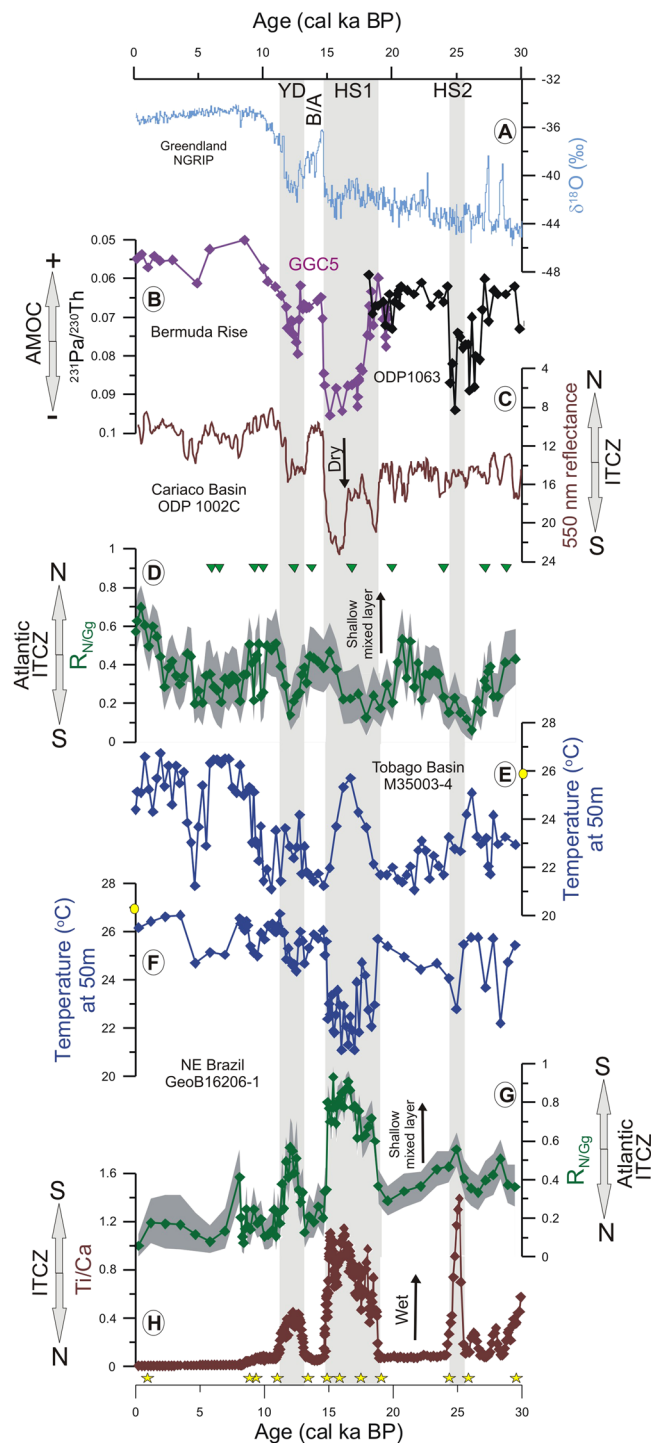 Age (cal ka BP)
0 5 10 15 20 25 30
YD B/A HS1 HS2
-32
-36
-40
-44
-48
δ18O (‰)
A
Greendland
NGRIP
0.05
0.06
0.07
0.08
0.09
0.1
+
AMOC
-
231Pa/230Th
B
GGC5
Bermuda Rise
ODP1063
C
4
8
12
16
20
24
N
ITCZ
S
550 nm reflectance
Dry
Cariaco Basin
ODP 1002C
1
0.8
0.6
0.4
0.2
0
D
N
Atlantic
ITCZ
S
RN/Gg
Shallow
mixed layer
28
26
24
22
20
Temperature (oC)
at 50m
Tobago Basin
M35003-4
E
28
26
24
22
20
Temperature (oC)
at 50m
F
NE Brazil
GeoB16206-1
1
0.8
0.6
0.4
0.2
0
G
S
Atlantic
ITCZ
N
RN/Gg
Shallow
mixed layer
1.6
1.2
0.8
0.4
0
S
ITCZ
N
Ti/Ca
H
Wet
0 5 10 15 20 25 30
Age (cal ka BP)